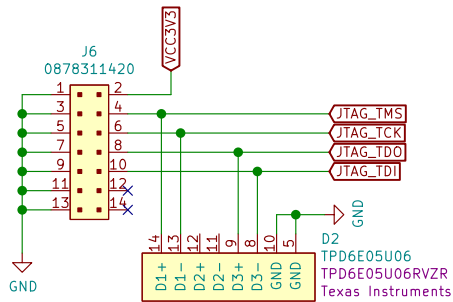 VCC3V3
J6
0878311420
1 2
3 4 JTAG_TMS
5 6 JTAG_TCK
7 8 JTAG_TDO
9 10 JTAG_TDI
11 12
13 14
GND
GND
14 13 12 11 9 8 10 5
D1+ D1- D2+ D2- D3+ D3- GND GND
D2
TPD6E05U06
TPD6E05U06RVZR
Texas Instruments